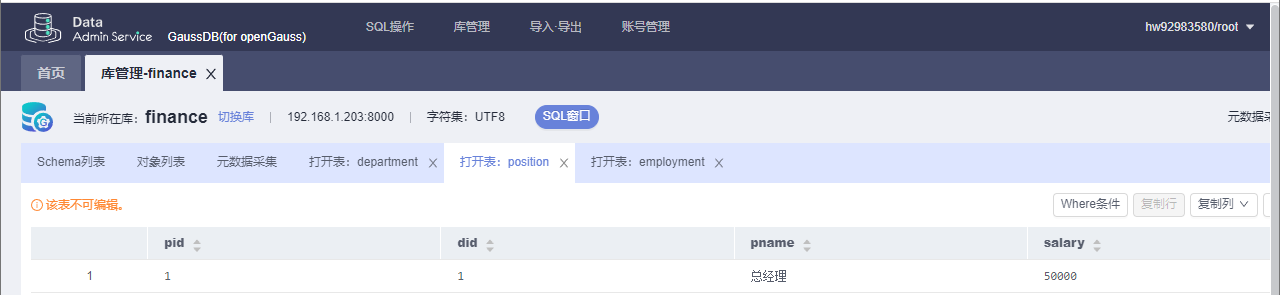 Data
Admin Service GaussDB(for openGauss) SQL操作 库管理 导入·导出 账号管理 hw92983580/root
首页 库管理-finance
当前所在库：finance 切换库 192.168.1.203:8000 字符集：UTF8 SQL窗口 元数据采
Schema列表 对象列表 元数据采集 打开表：department 打开表：position 打开表：employment
该表不可编辑。 Where条件 复制行 复制列
pid did pname salary
1 1 1 总经理 50000